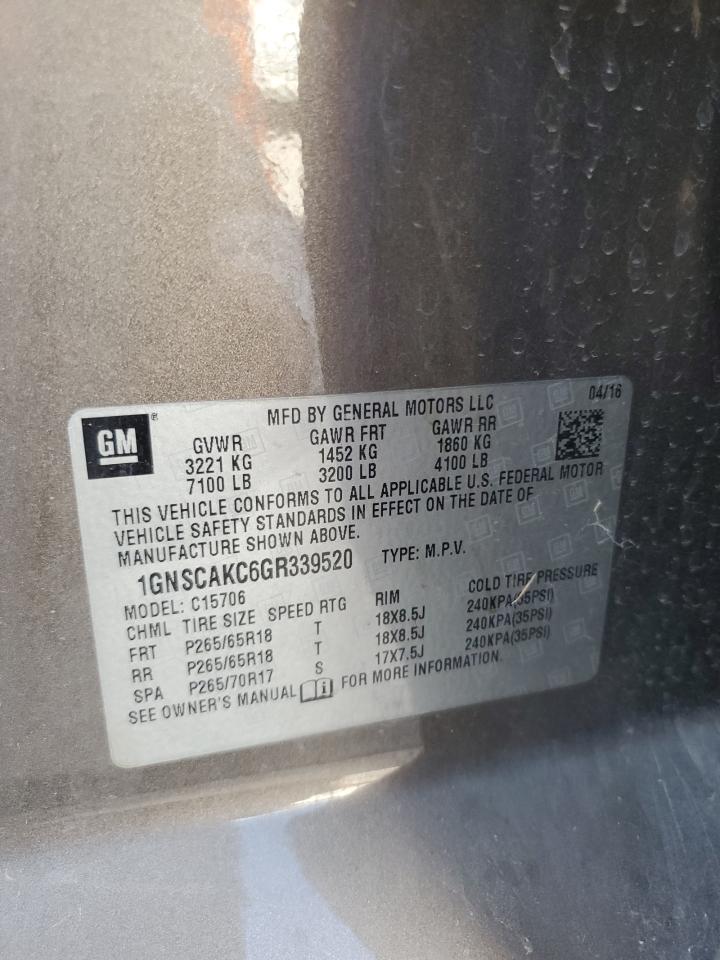 04/16
MFD BY GENERAL MOTORS LLC
GM®
GVWR GAWR FRT GAWR RR
3221 KG 1452 KG 1860 KG
7100 LB 3200 LB 4100 LB
THIS VEHICLE CONFORMS TO ALL APPLICABLE U.S. FEDERAL MOTOR
VEHICLE SAFETY STANDARDS IN EFFECT ON THE DATE OF
MANUFACTURE SHOWN ABOVE.
1GNSCAKC6GR339520 TYPE: M.P.V.
MODEL: C15706
CHML TIRE SIZE SPEED RTG RIM COLD TIRE PRESSURE
FRT P265/65R18 T 18X8.5J 240KPA(35PSI)
RR P265/65R18 T 18X8.5J 240KPA(35PSI)
SPA P265/70R17 S 17X7.5J 240KPA(35PSI)
SEE OWNER'S MANUAL FOR MORE INFORMATION.